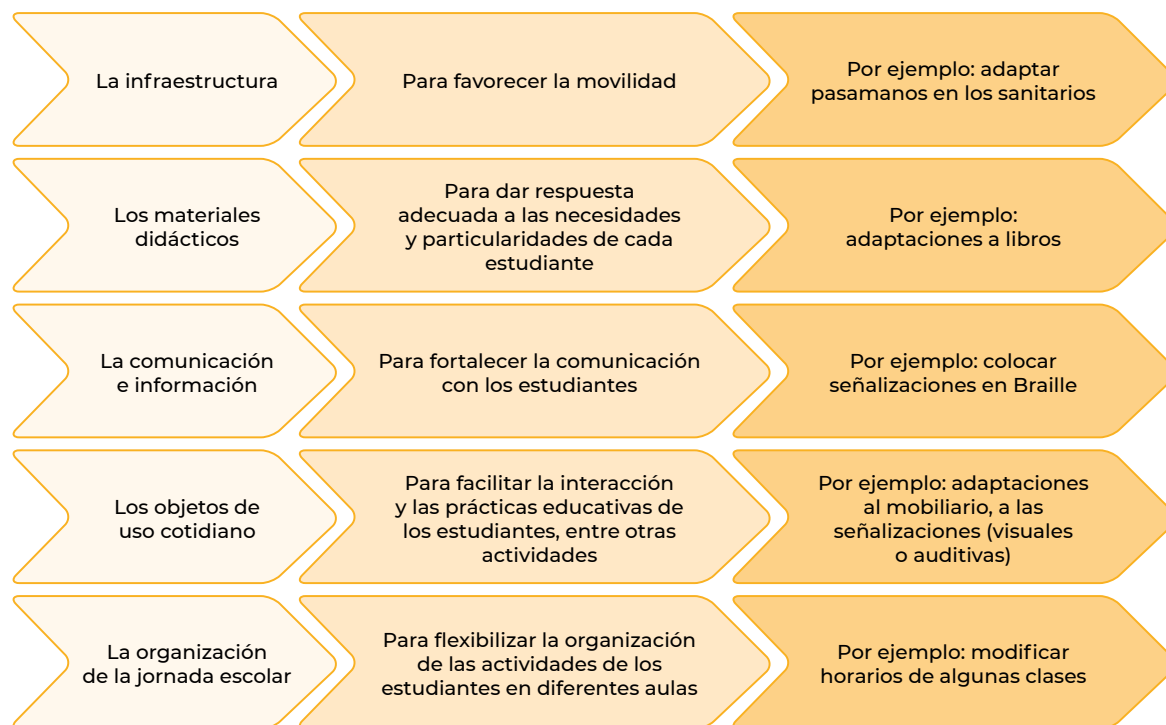 La infraestructura
Para favorecer la movilidad
Por ejemplo: adaptar
pasamanos en los sanitarios
Los materiales
didácticos
Para dar respuesta
adecuada a las necesidades
y particularidades de cada
estudiante
Por ejemplo:
adaptaciones a libros
La comunicación
e información
Para fortalecer la comunicación
con los estudiantes
Por ejemplo: colocar
señalizaciones en Braille
Los objetos de
uso cotidiano
Para facilitar la interacción
y las prácticas educativas de
los estudiantes, entre otras
actividades
Por ejemplo: adaptaciones
al mobiliario, a las
señalizaciones (visuales
o auditivas)
La organización
de la jornada escolar
Para flexibilizar la organización
de las actividades de los
estudiantes en diferentes aulas
Por ejemplo: modificar
horarios de algunas clases